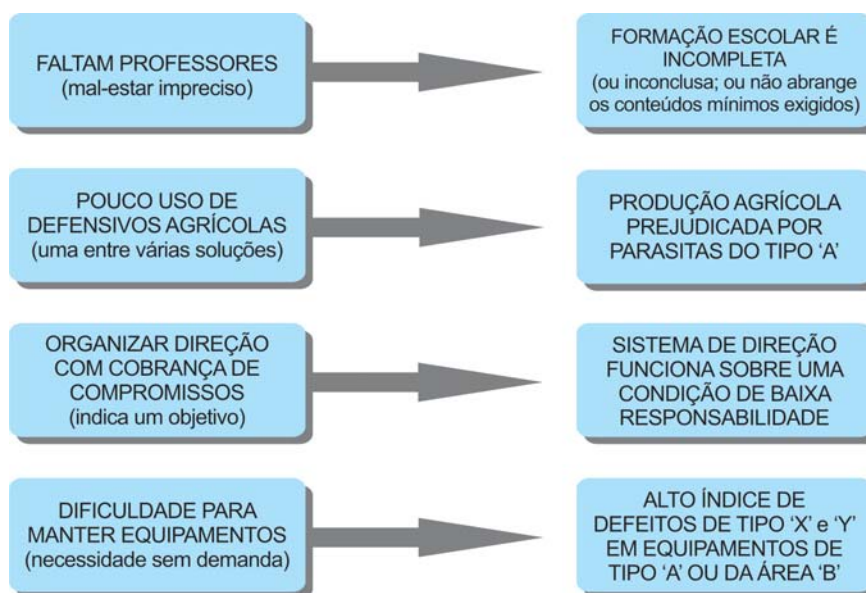 FALTAM PROFESSORES
(mal-estar impreciso)
FORMAÇÃO ESCOLAR É
INCOMPLETA
(ou inconclusa; ou não abrange
os conteúdos mínimos exigidos)
POUCO USO DE
DEFENSIVOS AGRÍCOLAS
(uma entre várias soluções)
PRODUÇÃO AGRÍCOLA
PREJUDICADA POR
PARASITAS DO TIPO ‘A’
ORGANIZAR DIREÇÃO
COM COBRANÇA DE
COMPROMISSOS
(indica um objetivo)
SISTEMA DE DIREÇÃO
FUNCIONA SOBRE UMA
CONDIÇÃO DE BAIXA
RESPONSABILIDADE
DIFICULDADE PARA
MANTER EQUIPAMENTOS
(necessidade sem demanda)
ALTO ÍNDICE DE
DEFEITOS DE TIPO ‘X’ e ‘Y’
EM EQUIPAMENTOS DE
TIPO ‘A’ OU DA ÁREA ‘B’